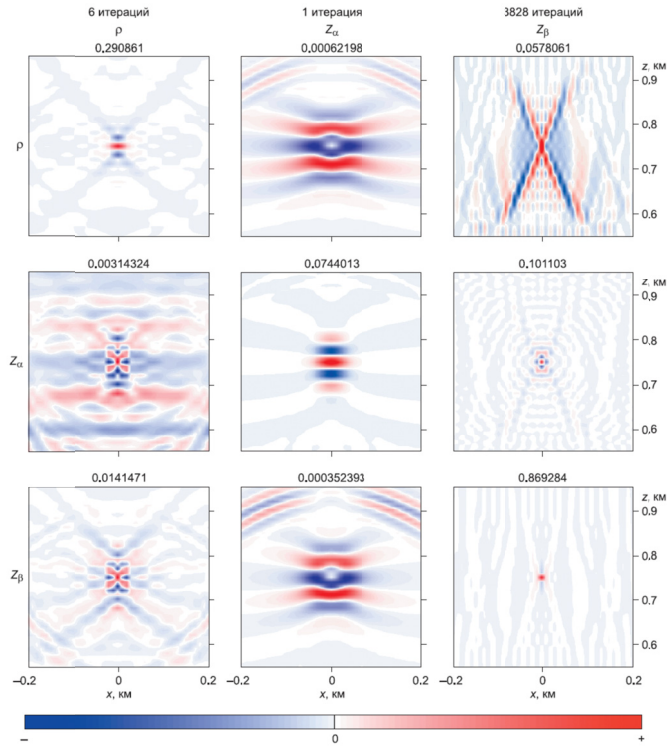 6 итераций 1 итерация 3828 итераций
ρ Zα Zβ
0.290861 0.00062198 0.0578061
z, км
0.9
ρ 0.8
0.7
0.6
0.00314324 0.0744013 0.101103
z, км
0.9
0.8
Zα
0.7
0.6
0.0141471 0.000352393 0.869284
z, км
0.9
0.8
Zβ
0.7
0.6
−0.2 0 0.2 −0.2 0 0.2 −0.2 0 0.2
x, км x, км x, км
− 0 +